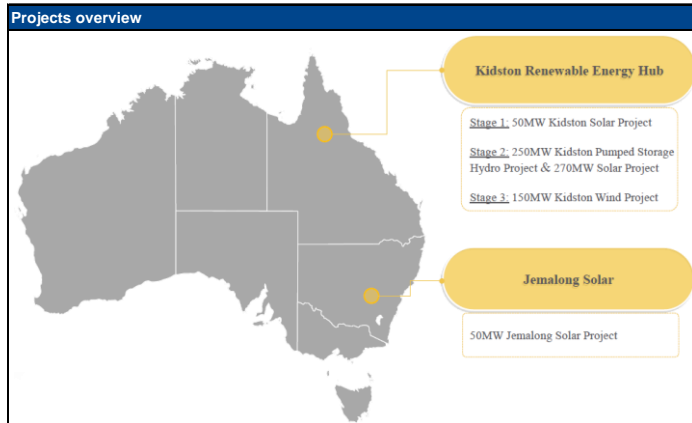 Projects overview
Kidston Renewable Energy Hub
Stage 1: 50MW Kidston Solar Project
Stage 2: 250MW Kidston Pumped Storage
Hydro Project & 270MW Solar Project
Stage 3: 150MW Kidston Wind Project
Jemalong Solar
50MW Jemalong Solar Project